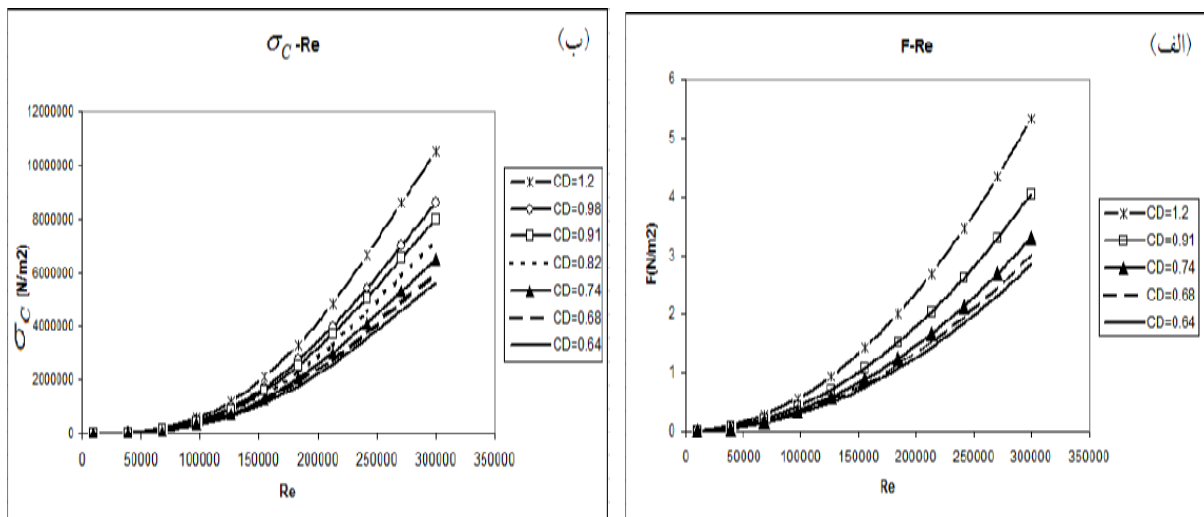 (الف)
F-Re
6
5
4
3
2
1
0
F(N/m2)
0 50000 100000 150000 200000 250000 300000 350000
Re
CD=1.2
CD=0.91
CD=0.74
CD=0.68
CD=0.64
(ب)
σC -Re
12000000
10000000
8000000
6000000
4000000
2000000
0
σC [N/m2)
0 50000 100000 150000 200000 250000 300000 350000
Re
CD=1.2
CD=0.98
CD=0.91
CD=0.82
CD=0.74
CD=0.68
CD=0.64